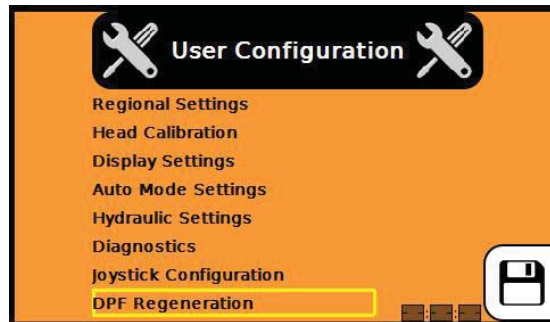 User Configuration
Regional Settings
Head Calibration
Display Settings
Auto Mode Settings
Hydraulic Settings
Diagnostics
Joystick Configuration
DPF Regeneration